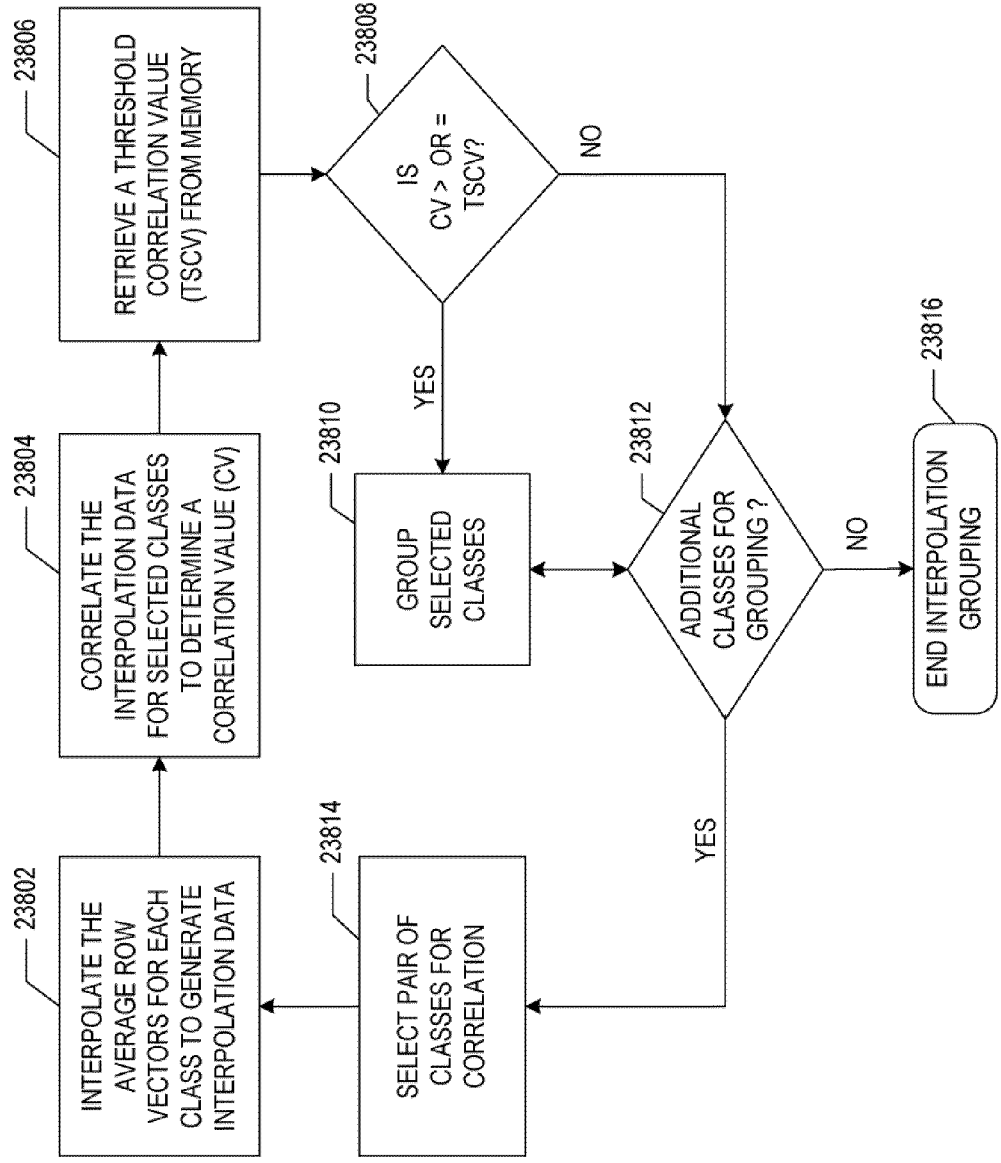 23802
INTERPOLATE THE
AVERAGE ROW
VECTORS FOR EACH
CLASS TO GENERATE
INTERPOLATION DATA
23804
CORRELATE THE
INTERPOLATION DATA
FOR SELECTED CLASSES
TO DETERMINE A
CORRELATION VALUE (CV)
23806
RETRIEVE A THRESHOLD
CORRELATION VALUE
(TSCV) FROM MEMORY
23808
IS
CV > OR =
TSCV?
YES
NO
23810
GROUP
SELECTED
CLASSES
23812
ADDITIONAL
CLASSES FOR
GROUPING ?
YES
NO
23814
SELECT PAIR OF
CLASSES FOR
CORRELATION
23816
END INTERPOLATION
GROUPING